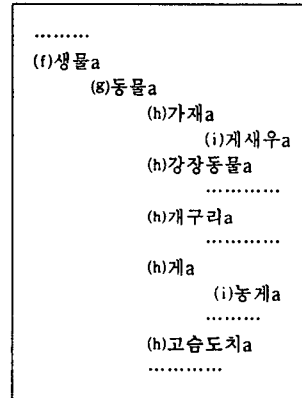 .........
(f)생물a
(g)동물a
(h)가재a
(i)게새우a
(h)강장동물a
............
(h)개구리a
............
(h)게a
(i)농게a
.........
(h)고슴도치a
............